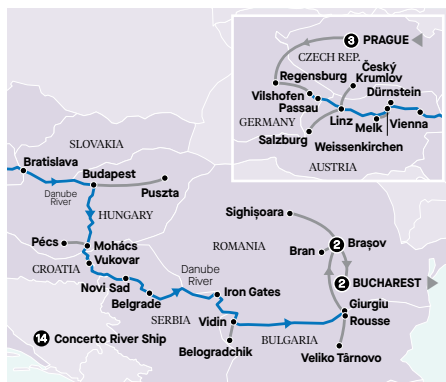 3 PRAGUE
CZECH REP.
Český
Krumlov
Regensburg
Dürnstein
Vilshofen
Passau
Linz
Melk
Vienna
GERMANY
Salzburg
Weissenkirchen
AUSTRIA
SLOVAKIA
Bratislava
Budapest
Danube
River
Puszta
HUNGARY
Sighişoara
Pécs
Mohács
ROMANIA
2 Braşov
Vukovar
Bran
CROATIA
Danube
River
2 BUCHAREST
Novi Sad
Iron Gates
Belgrade
Giurgiu
SERBIA
Vidin
Rousse
14 Concerto River Ship
BULGARIA
Belogradchik
Veliko Târnovo